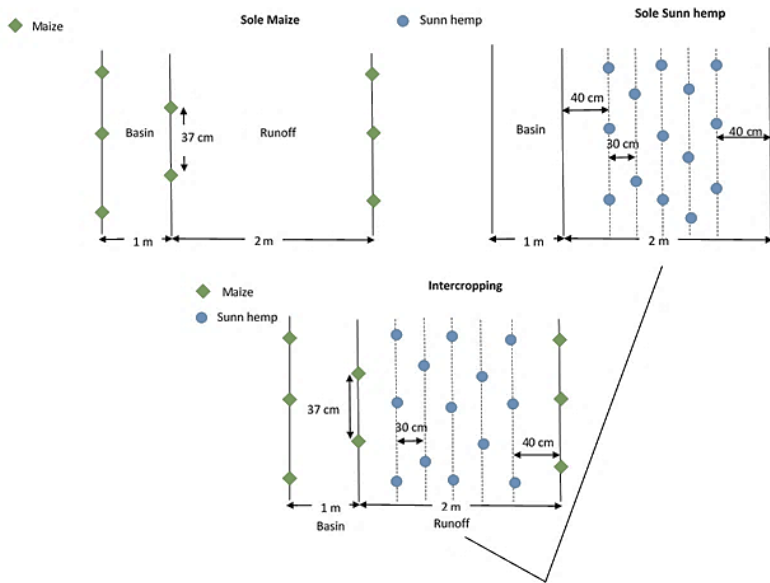 Maize
Sole Maize
Basin
37 cm
Runoff
1 m
2 m
Sunn hemp
Sole Sunn hemp
40 cm
Basin
30 cm
40 cm
1 m
2 m
Maize
Intercropping
Sunn hemp
37 cm
30 cm
40 cm
1 m
2 m
Basin
Runoff